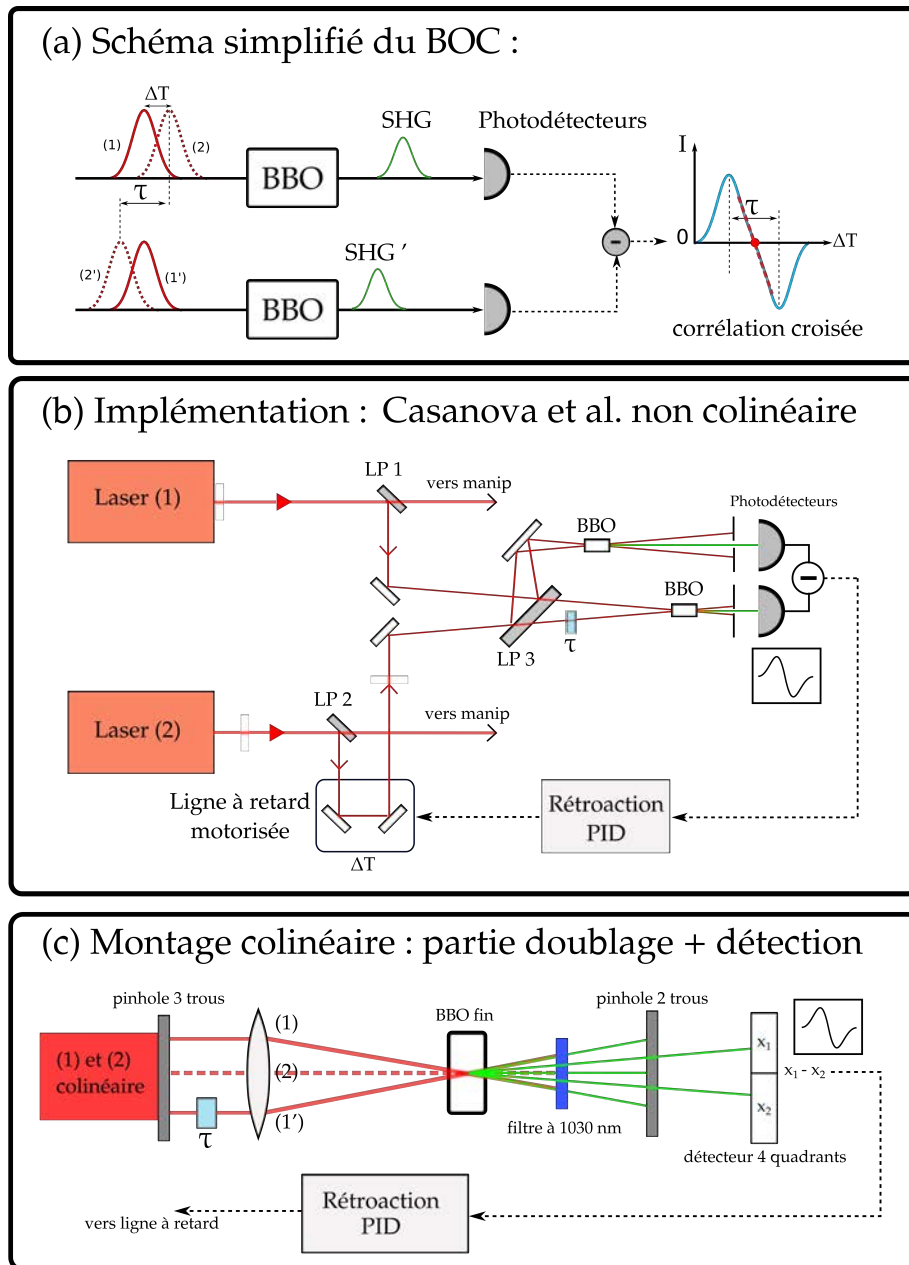 (a) Schéma simplifié du BOC :
ΔT
(1)
(2)
SHG
Photodétecteurs
BBO
τ
I
τ
0
ΔT
(2')
(1')
SHG '
BBO
corrélation croisée
(b) Implémentation : Casanova et al. non colinéaire
LP 1
Laser (1)
vers manip
Photodétecteurs
BBO
BBO
LP 3
τ
LP 2
Laser (2)
vers manip
Ligne à retard
motorisée
ΔT
Rétroaction
PID
(c) Montage colinéaire : partie doublage + détection
pinhole 3 trous
pinhole 2 trous
BBO fin
(1)
(1) et (2)
colinéaire
(2)
(1')
τ
x1
x1 - x2
x2
filtre à 1030 nm
détecteur 4 quadrants
Rétroaction
PID
vers ligne à retard